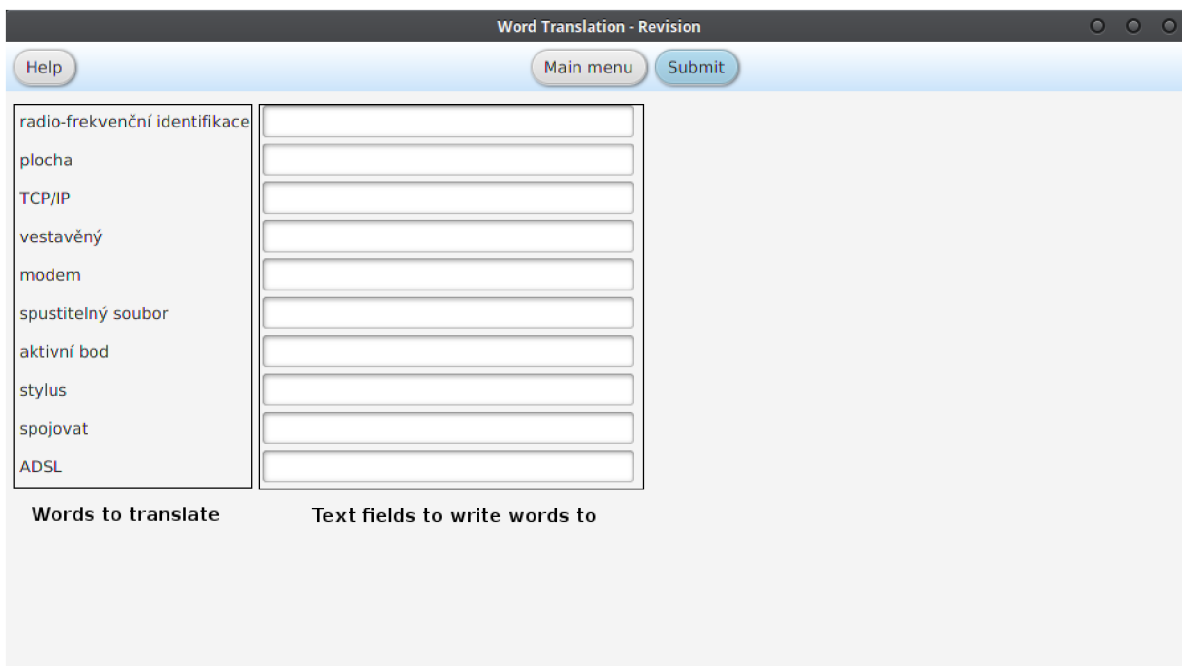 Word Translation - Revision
Help
Main menu
Submit
radio-frekvenční identifikace
plocha
TCP/IP
vestavěný
modem
spustitelný soubor
aktivní bod
stylus
spojovat
ADSL
Words to translate
Text fields to write words to